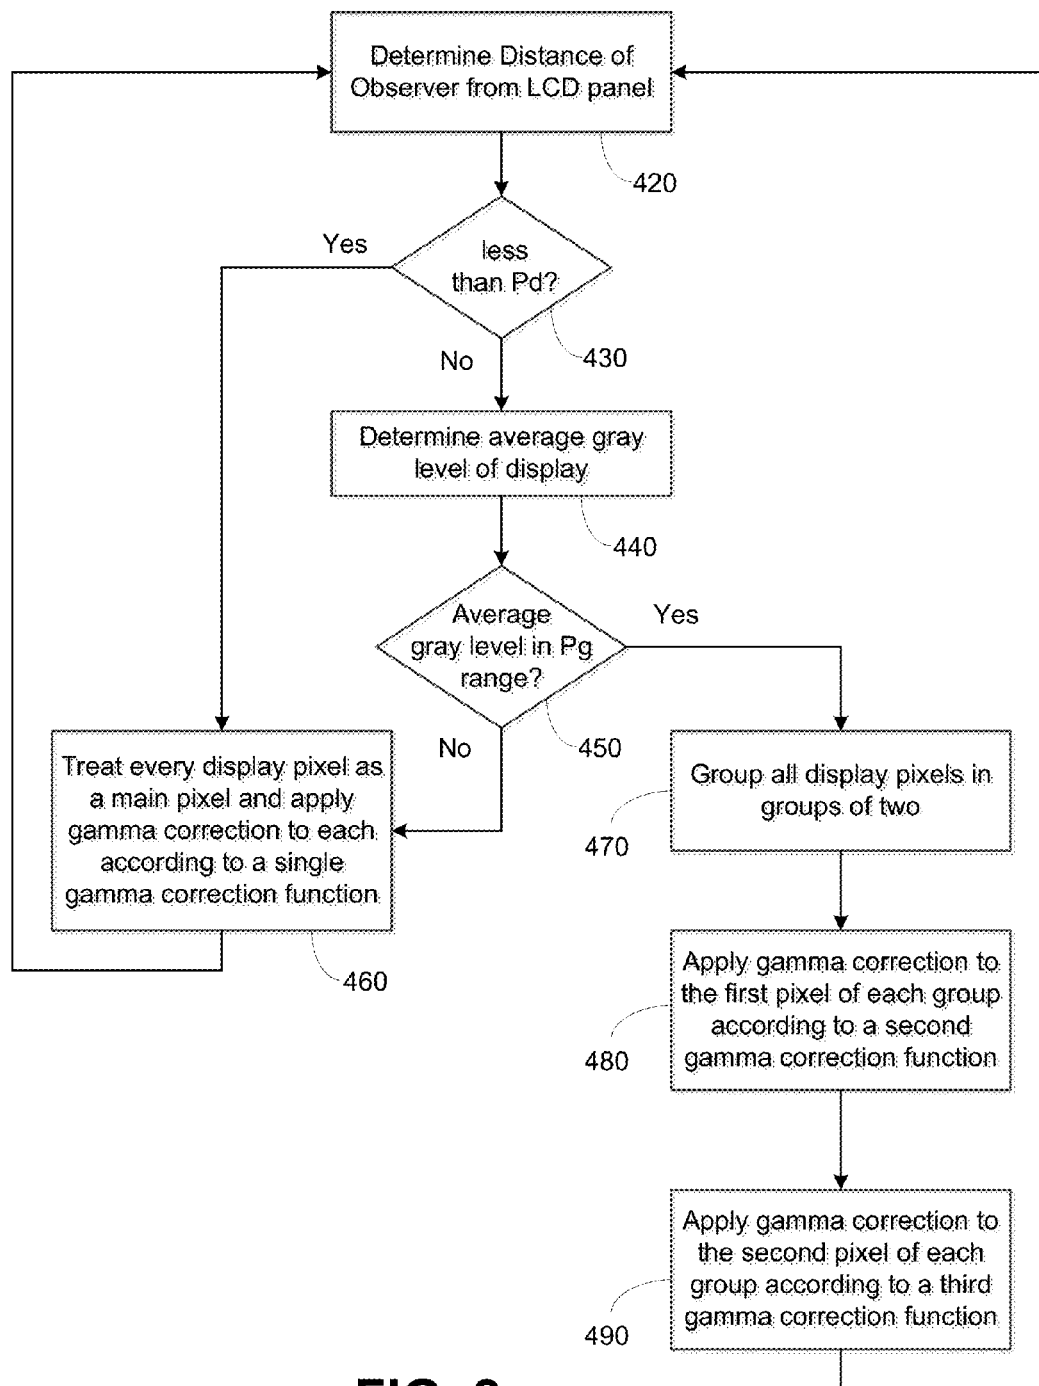 Determine Distance of
Observer from LCD panel
420
Yes
less
than Pd?
No
430
Determine average gray
level of display
440
Average
gray level in Pg
range?
Yes
No
450
Treat every display pixel as
a main pixel and apply
gamma correction to each
according to a single
gamma correction function
460
Group all display pixels in
groups of two
470
Apply gamma correction to
the first pixel of each group
according to a second
gamma correction function
480
Apply gamma correction to
the second pixel of each
group according to a third
gamma correction function
490
FIG.